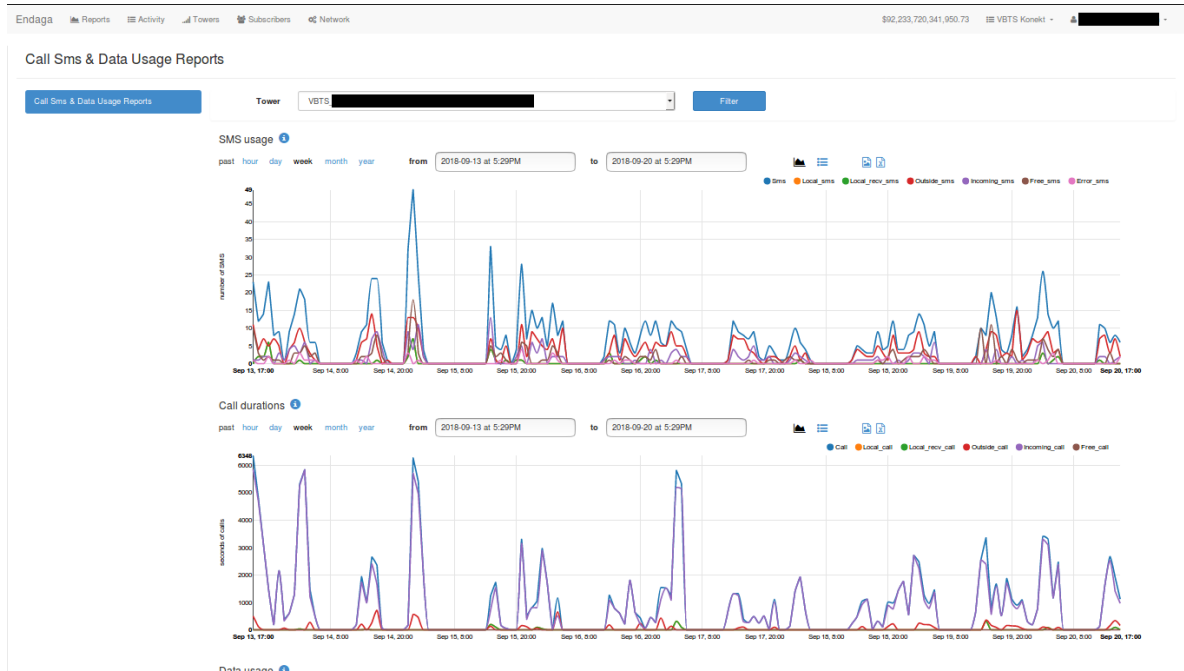 Endaga Reports Activity Towers Subscribers Network $92,233,720,341,950.73 VBTS Konekt
Call Sms & Data Usage Reports
Call Sms & Data Usage Reports Tower VBTS_ Filter
SMS usage
past hour day week month year from 2018-09-13 at 5:29PM to 2018-09-20 at 5:29PM
Sms Local_sms Local_recv_sms Outside_sms Incoming_sms Free_sms Error_sms
49
45
40
35
30
25
20
15
10
5
0
number of SMS
Sep 13, 17:00 Sep 14, 8:00 Sep 14, 20:00 Sep 15, 8:00 Sep 15, 20:00 Sep 16, 8:00 Sep 16, 20:00 Sep 17, 8:00 Sep 17, 20:00 Sep 18, 8:00 Sep 18, 20:00 Sep 19, 8:00 Sep 19, 20:00 Sep 20, 8:00 Sep 20, 17:00
Call durations
past hour day week month year from 2018-09-13 at 5:29PM to 2018-09-20 at 5:29PM
Call Local_call Local_recv_call Outside_call Incoming_call Free_call
6348
6000
5000
4000
3000
2000
1000
0
seconds of calls
Sep 13, 17:00 Sep 14, 8:00 Sep 14, 20:00 Sep 15, 8:00 Sep 15, 20:00 Sep 16, 8:00 Sep 16, 20:00 Sep 17, 8:00 Sep 17, 20:00 Sep 18, 8:00 Sep 18, 20:00 Sep 19, 8:00 Sep 19, 20:00 Sep 20, 8:00 Sep 20, 17:00
Data usage